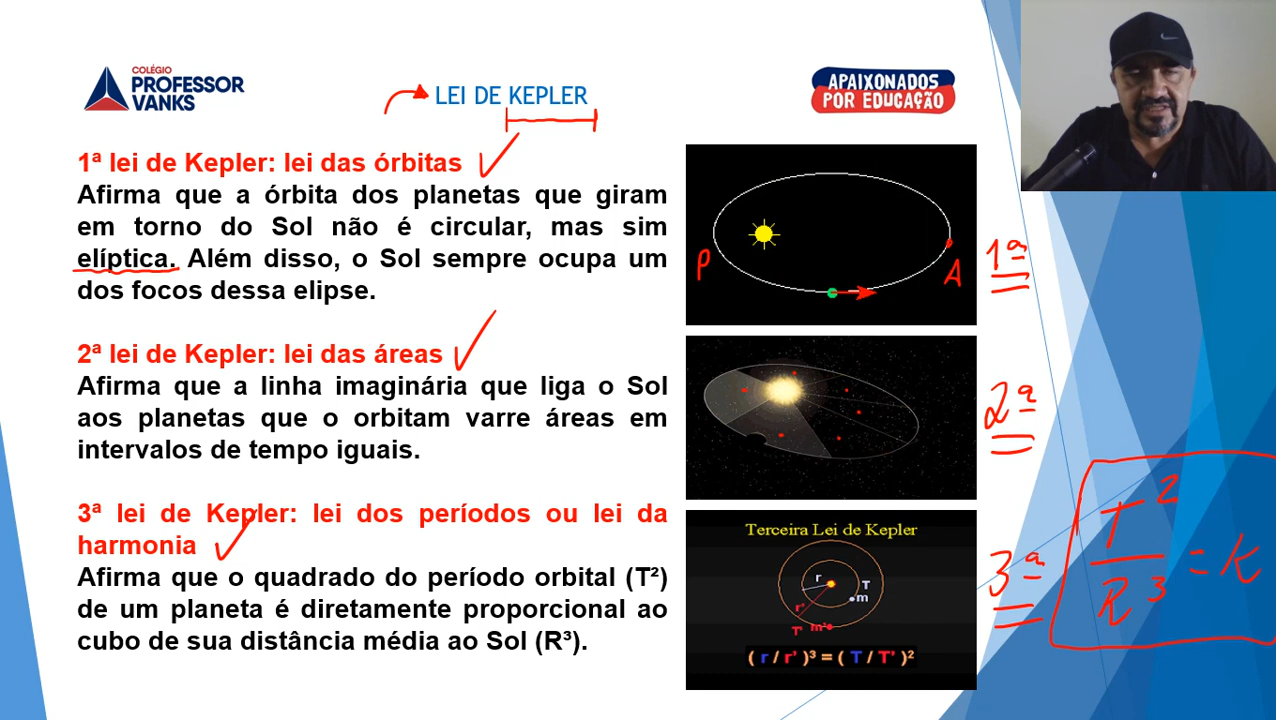 COLÉGIO
PROFESSOR
VANKS
LEI DE KEPLER
APAIXONADOS
POR EDUCAÇÃO
1ª lei de Kepler: lei das órbitas
Afirma que a órbita dos planetas que giram
em torno do Sol não é circular, mas sim
elíptica. Além disso, o Sol sempre ocupa um
dos focos dessa elipse.
P
A
1ª
2ª lei de Kepler: lei das áreas
Afirma que a linha imaginária que liga o Sol
aos planetas que o orbitam varre áreas em
intervalos de tempo iguais.
2ª
3ª lei de Kepler: lei dos períodos ou lei da
harmonia
Afirma que o quadrado do período orbital (T²)
de um planeta é diretamente proporcional ao
cubo de sua distância média ao Sol (R³).
Terceira Lei de Kepler
r
T
m
r'
T' m'
( r / r' )³ = ( T / T' )²
3ª
T²
R³ = K